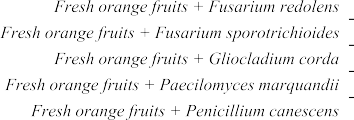 Fresh orange fruits + Fusarium redolens
Fresh orange fruits + Fusarium sporotrichioides
Fresh orange fruits + Gliocladium corda
Fresh orange fruits + Paecilomyces marquandii
Fresh orange fruits + Penicillium canescens